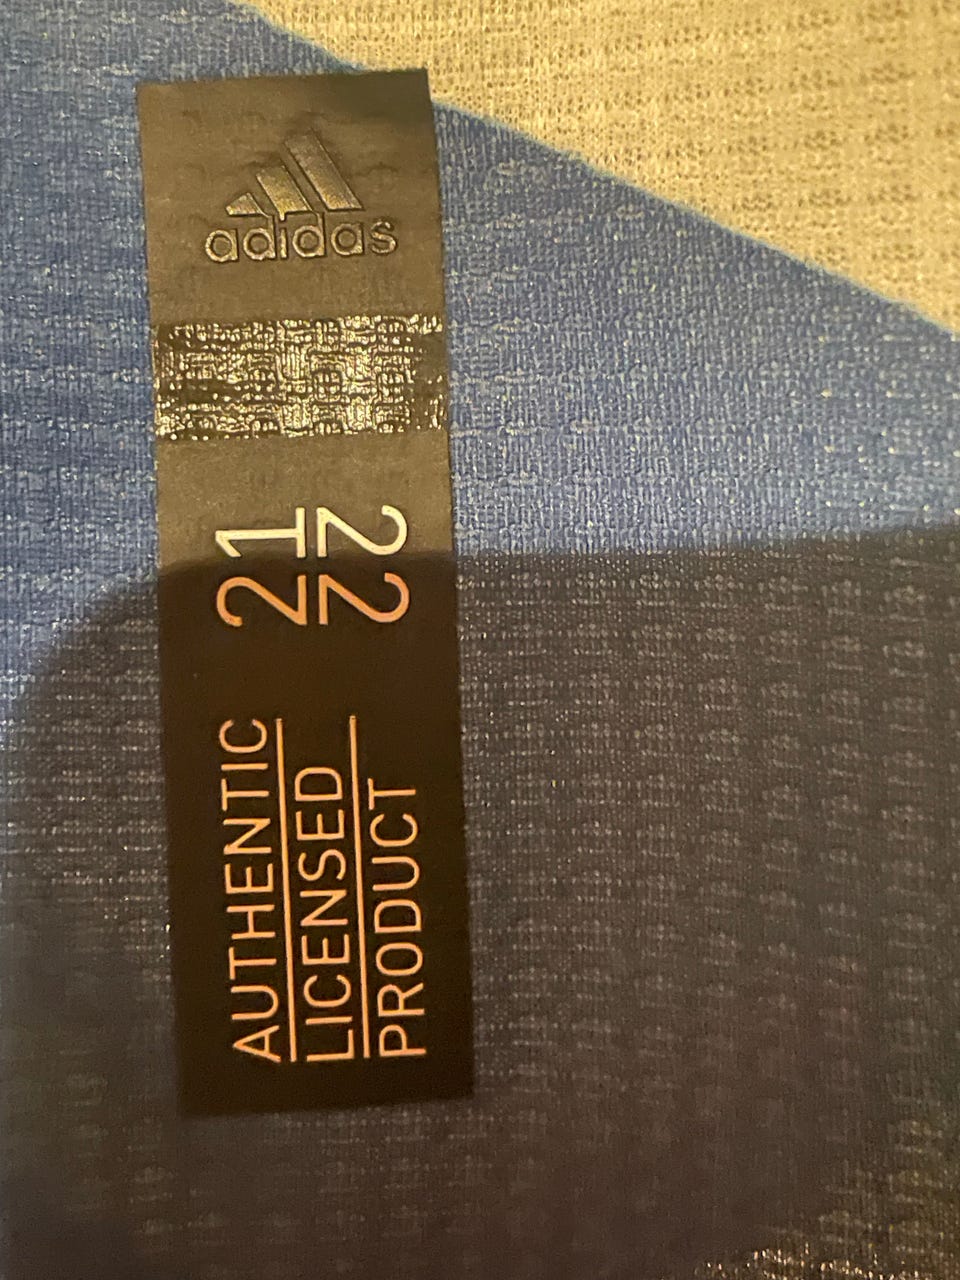 adidas
21
22
AUTHENTIC
LICENSED
PRODUCT